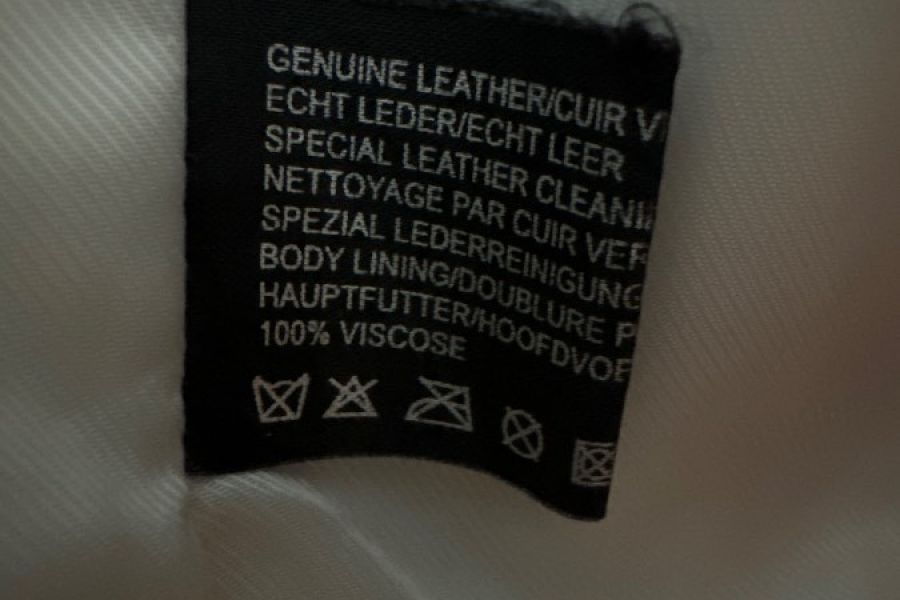 GENUINE LEATHER/CUIR
ECHT LEDER/ECHT LEER
SPECIAL LEATHER
NETTOYAGE PAR CUIR
SPEZIAL LEDERREINIGUNG
BODY LINING/DOUBLURE
HAUPTFUTTER/
100% VISCOSE